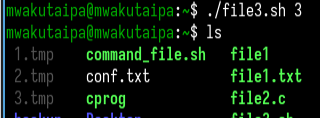 mwakutaipa@mwakutaipa:~$ ./file3.sh 3
mwakutaipa@mwakutaipa:~$ ls
1.tmp command_file.sh file1
2.tmp conf.txt file1.txt
3.tmp cprog file2.c